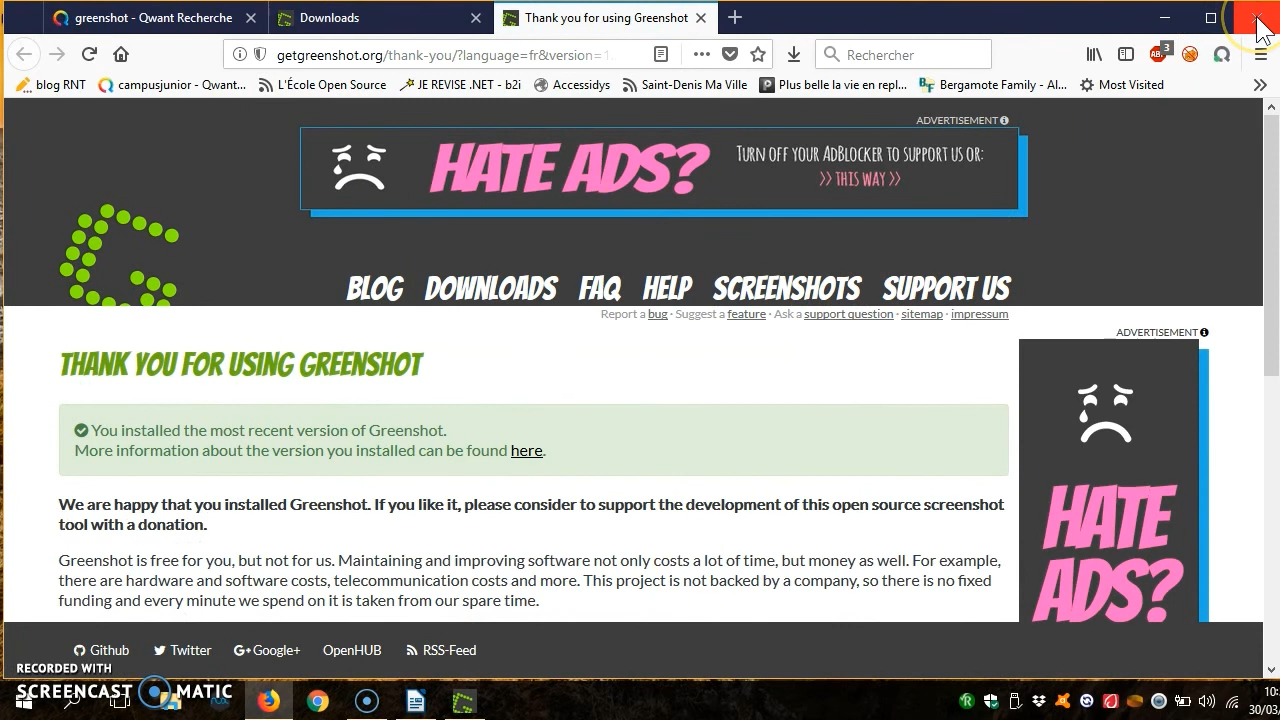 greenshot - Qwant Recherche
Downloads
Thank you for using Greenshot
getgreenshot.org/thank-you/?language=fr&version=1.
Rechercher
3
blog RNT
campusjunior - Qwant...
L'École Open Source
JE REVISE .NET - b2i
Accessidys
Saint-Denis Ma Ville
Plus belle la vie en repl...
Bergamote Family - Al...
Most Visited
ADVERTISEMENT
HATE ADS?
TURN OFF YOUR ADBLOCKER TO SUPPORT US OR:
>> THIS WAY >>
BLOG DOWNLOADS FAQ HELP SCREENSHOTS SUPPORT US
Report a bug · Suggest a feature · Ask a support question · sitemap · impressum
ADVERTISEMENT
THANK YOU FOR USING GREENSHOT
You installed the most recent version of Greenshot.
More information about the version you installed can be found here.
We are happy that you installed Greenshot. If you like it, please consider to support the development of this open source screenshot
tool with a donation.
Greenshot is free for you, but not for us. Maintaining and improving software not only costs a lot of time, but money as well. For example,
there are hardware and software costs, telecommunication costs and more. This project is not backed by a company, so there is no fixed
funding and every minute we spend on it is taken from our spare time.
HATE
ADS?
Github Twitter Google+ OpenHUB RSS-Feed
RECORDED WITH
SCREENCAST MATIC
10:
30/03